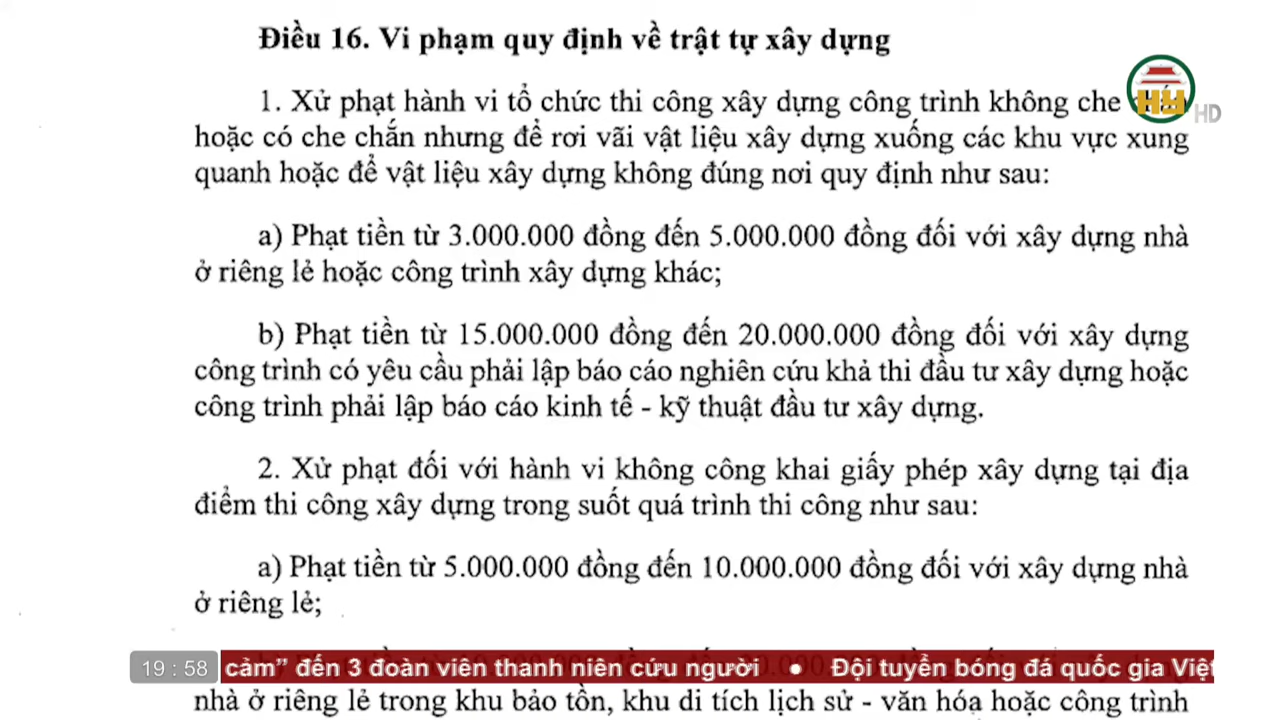 Điều 16. Vi phạm quy định về trật tự xây dựng
1. Xử phạt hành vi tổ chức thi công xây dựng công trình không che
HY HD
hoặc có che chắn nhưng để rơi vãi vật liệu xây dựng xuống các khu vực xung
quanh hoặc để vật liệu xây dựng không đúng nơi quy định như sau:
a) Phạt tiền từ 3.000.000 đồng đến 5.000.000 đồng đối với xây dựng nhà
ở riêng lẻ hoặc công trình xây dựng khác;
b) Phạt tiền từ 15.000.000 đồng đến 20.000.000 đồng đối với xây dựng
công trình có yêu cầu phải lập báo cáo nghiên cứu khả thi đầu tư xây dựng hoặc
công trình phải lập báo cáo kinh tế - kỹ thuật đầu tư xây dựng.
2. Xử phạt đối với hành vi không công khai giấy phép xây dựng tại địa
điểm thi công xây dựng trong suốt quá trình thi công như sau:
a) Phạt tiền từ 5.000.000 đồng đến 10.000.000 đồng đối với xây dựng nhà
ở riêng lẻ;
19 : 58 cảm” đến 3 đoàn viên thanh niên cứu người • Đội tuyển bóng đá quốc gia Việt
nhà ở riêng lẻ trong khu bảo tồn, khu di tích lịch sử - văn hóa hoặc công trình